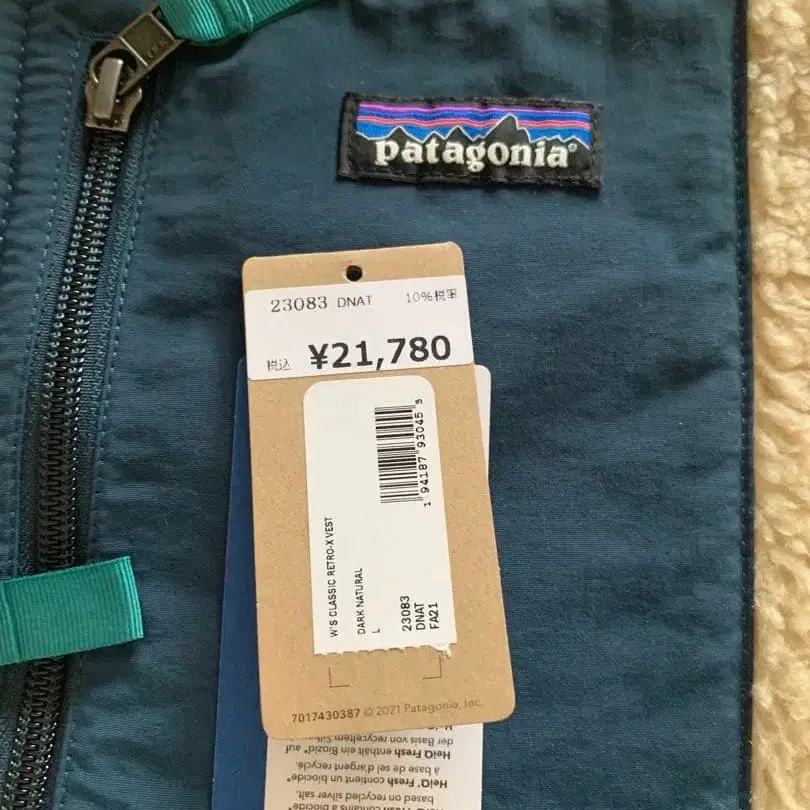 YKK
patagonia®
23083 DNAT 10%税率
税込 ¥21,780
1 94187 93045 5
W'S CLASSIC RETRO-X VEST
DARK NATURAL
L
23083
DNAT
FA21
7017430387 © 2021 Patagonia, Inc.
HeiQ Fresh contains a biocide*
based on recycled silver salt.
HeiQ® Fresh contient un biocide*
à base de sel d'argent recyclé.
HeiQ Fresh enthält ein Biozid* auf
der Basis von recyceltem